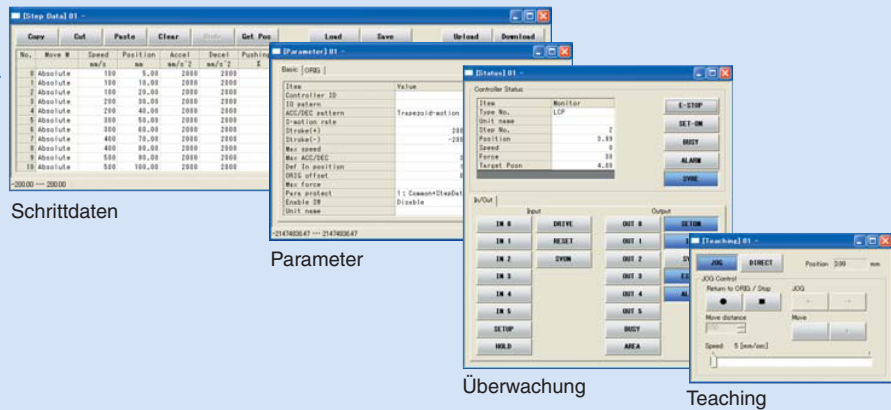 [Step Data] 01 -
Copy Cut Paste Clear Undo Get Pos Load Save Upload Download
No. Move M Speed Position Accel Decel Pushing
mm/s mm mm/s^2 mm/s^2 %
0 Absolute 100 5.00 2000 2000
1 Absolute 100 10.00 2000 2000
2 Absolute 100 20.00 2000 2000
3 Absolute 200 30.00 2000 2000
4 Absolute 200 40.00 2000 2000
5 Absolute 300 50.00 2000 2000
6 Absolute 300 60.00 2000 2000
7 Absolute 400 70.00 2000 2000
8 Absolute 400 80.00 2000 2000
9 Absolute 500 90.00 2000 2000
10 Absolute 500 100.00 2000 2000
-200.00 --- 200.00
Schrittdaten
[Parameter] 01 -
Basic ORIG
Item Value
Controller ID
IO patern
ACC/DEC pattern Trapezoid-motion
S-motion rate
Stroke(+) 200
Stroke(-) -200
Max speed
Max ACC/DEC
Def In position
ORIG offset
Max force
Para protect 1: Common+StepDat
Enable SW Disable
Unit name
-21474836.47 --- 21474836.47
Parameter
[Status] 01 -
Controller Status
Item Monitor
Type No. LCP
Unit name
Step No. 2
Position 3.99
Speed 0
Force 30
Target Posn 4.00
E-STOP
SET-ON
BUSY
ALARM
SVRE
In/Out
Input Output
IN 0 DRIVE OUT 0 SETON
IN 1 RESET OUT 1
IN 2 SVON OUT 2
IN 3 OUT 3
IN 4 OUT 4
IN 5 OUT 5
SETUP BUSY
HOLD AREA
Überwachung
[Teaching] 01 -
JOG DIRECT Position 3.99 mm
JOG Control
Return to ORIG / Stop JOG
Move distance Move
Speed 5 [mm/sec]
Teaching